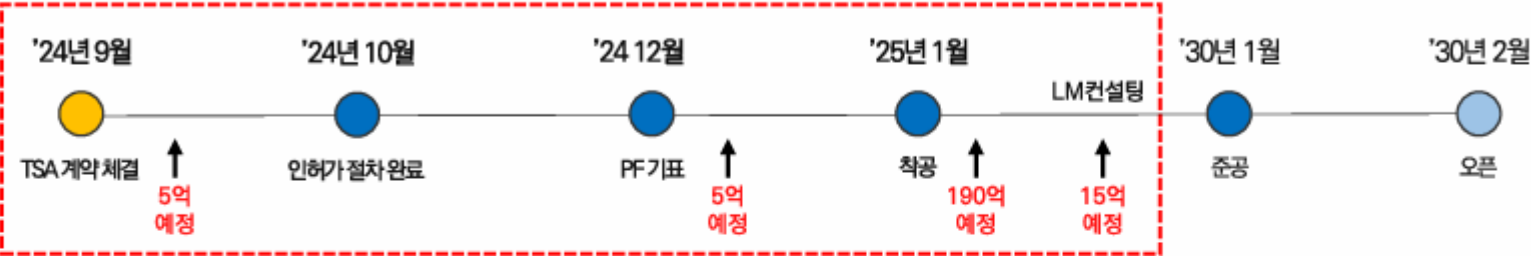 '24년 9월
'24년 10월
'24 12월
'25년 1월
'30년 1월
'30년 2월
LM컨설팅
TSA 계약 체결
인허가 절차 완료
PF 기표
착공
준공
오픈
5억
예정
5억
예정
190억
예정
15억
예정